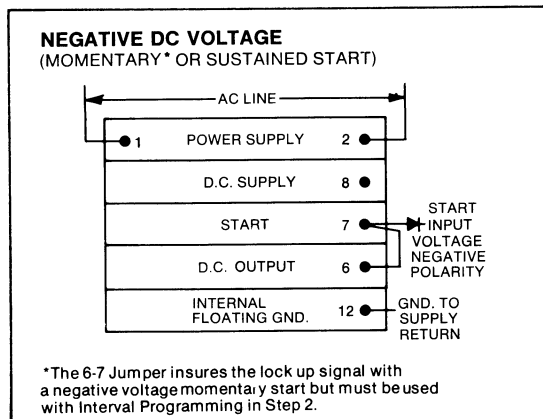 NEGATIVE DC VOLTAGE
(MOMENTARY* OR SUSTAINED START)
AC LINE
1 POWER SUPPLY 2
D.C. SUPPLY 8
START 7
START
INPUT
VOLTAGE
NEGATIVE
POLARITY
D.C. OUTPUT 6
INTERNAL
FLOATING GND. 12
GND. TO
SUPPLY
RETURN
*The 6-7 Jumper insures the lock up signal with
a negative voltage momentary start but must be used
with Interval Programming in Step 2.